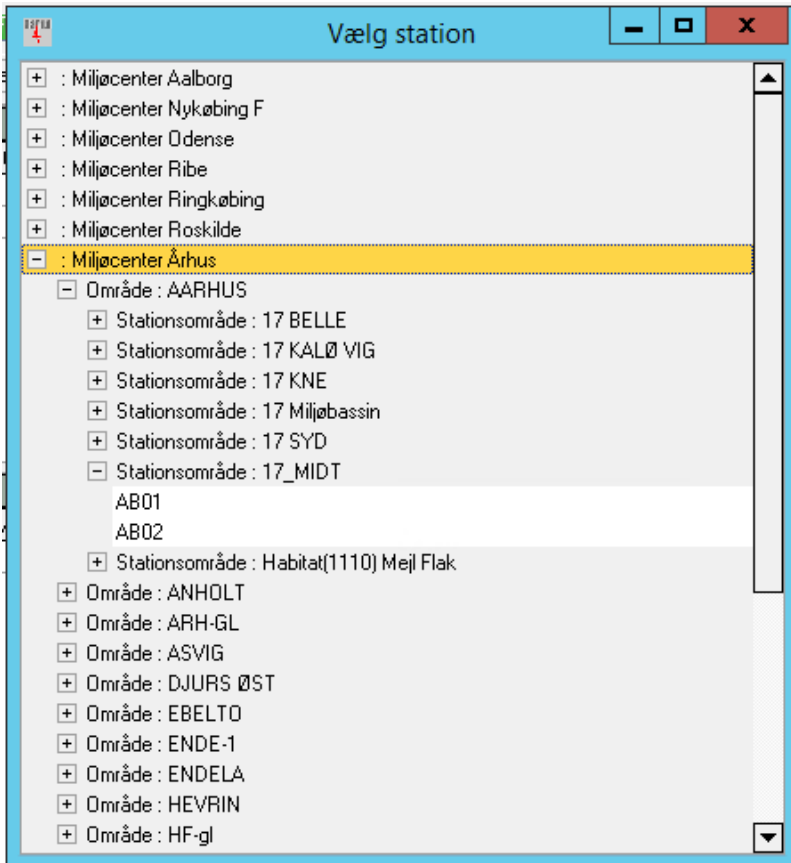 Vælg station
: Miljøcenter Aalborg
: Miljøcenter Nykøbing F
: Miljøcenter Odense
: Miljøcenter Ribe
: Miljøcenter Ringkøbing
: Miljøcenter Roskilde
: Miljøcenter Århus
Område : AARHUS
Stationsområde : 17 BELLE
Stationsområde : 17 KALØ VIG
Stationsområde : 17 KNE
Stationsområde : 17 Miljøbassin
Stationsområde : 17 SYD
Stationsområde : 17_MIDT
AB01
AB02
Stationsområde : Habitat(1110) Mejl Flak
Område : ANHOLT
Område : ARH-GL
Område : ASVIG
Område : DJURS ØST
Område : EBELTO
Område : ENDE-1
Område : ENDELA
Område : HEVRIN
Område : HF-gl